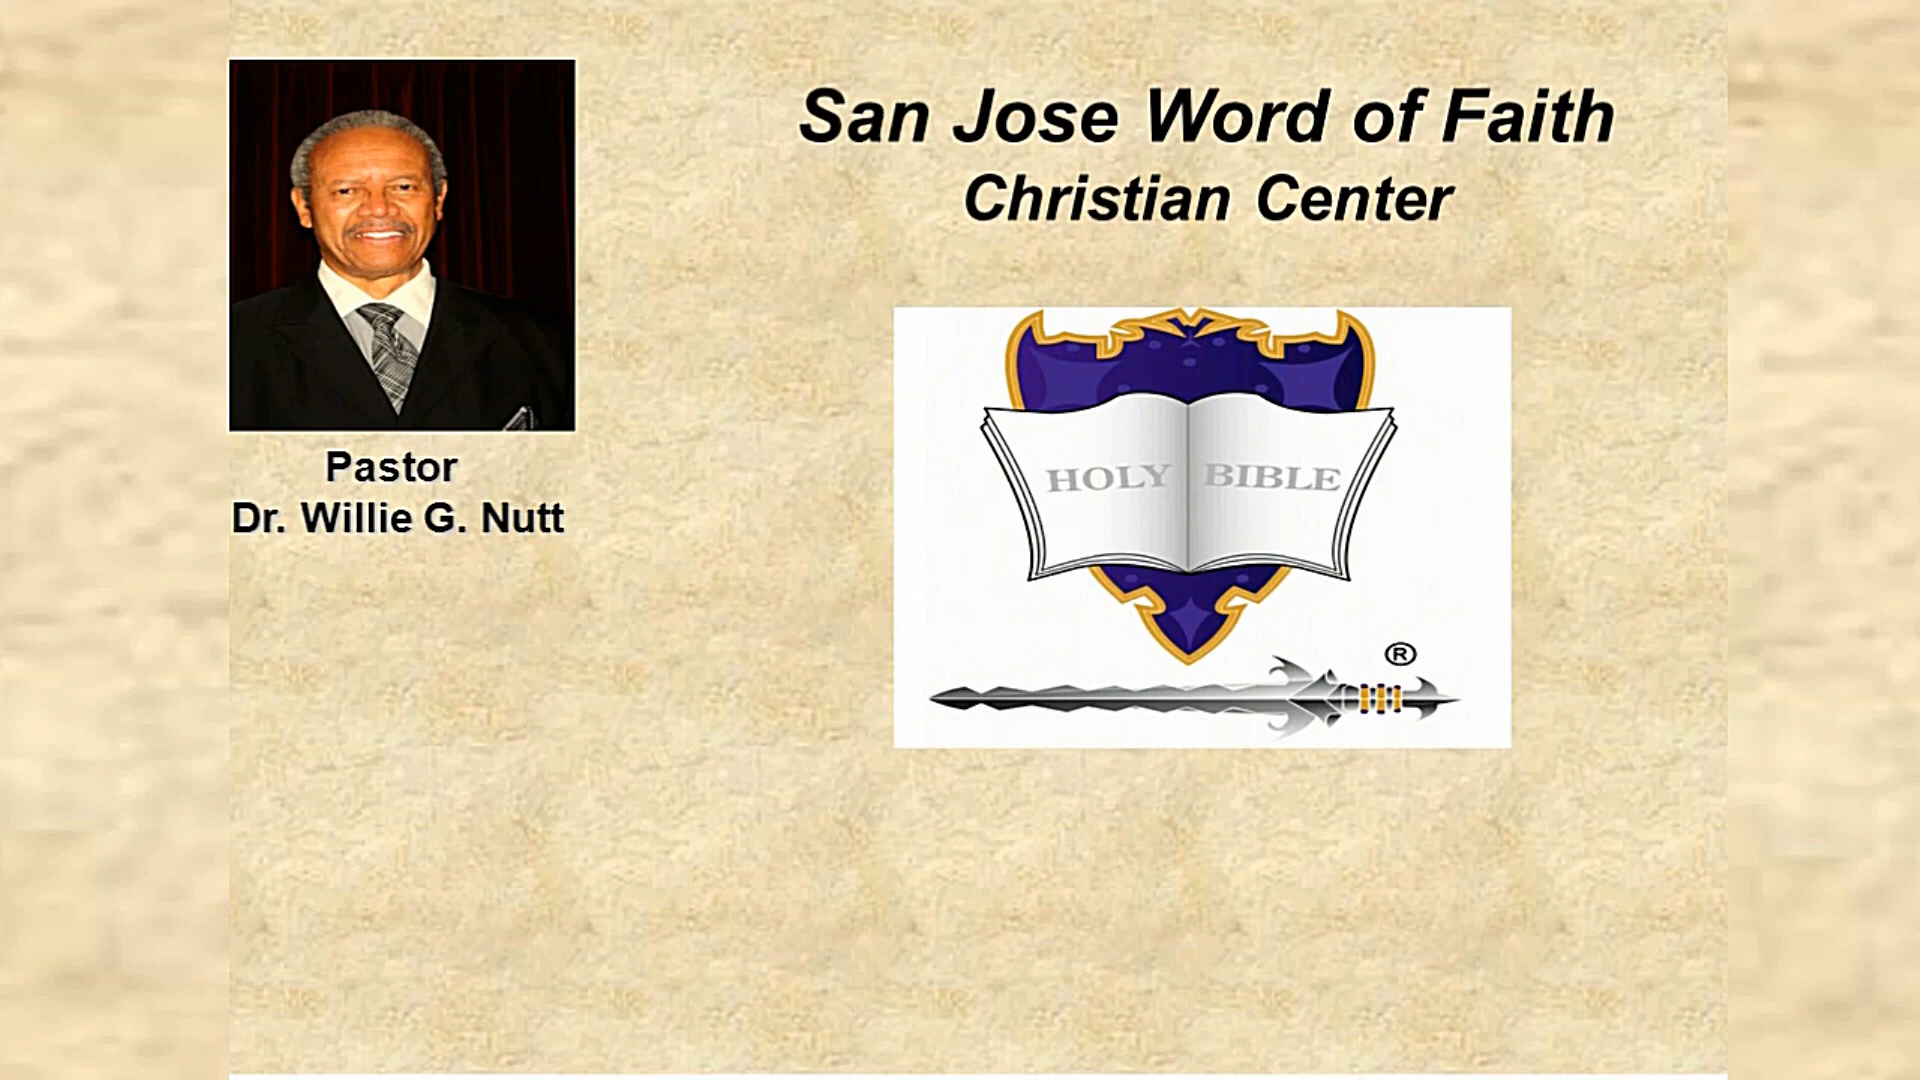 San Jose Word of Faith
Christian Center
Pastor
Dr. Willie G. Nutt
HOLY BIBLE
®